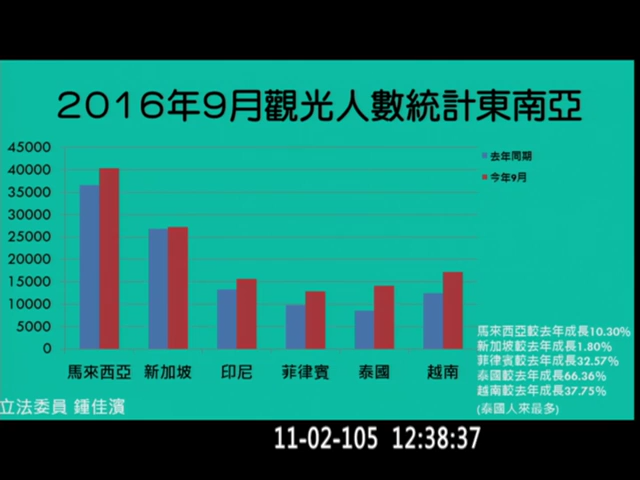 2016年9月觀光人數統計東南亞
45000
40000
35000
30000
25000
20000
15000
10000
5000
0
去年同期
今年9月
馬來西亞 新加坡 印尼 菲律賓 泰國 越南
馬來西亞較去年成長10.30%
新加坡較去年成長1.80%
菲律賓較去年成長32.57%
泰國較去年成長66.36%
越南較去年成長37.75%
(泰國人來最多)
立法委員 鍾佳濱
11-02-105 12:38:37